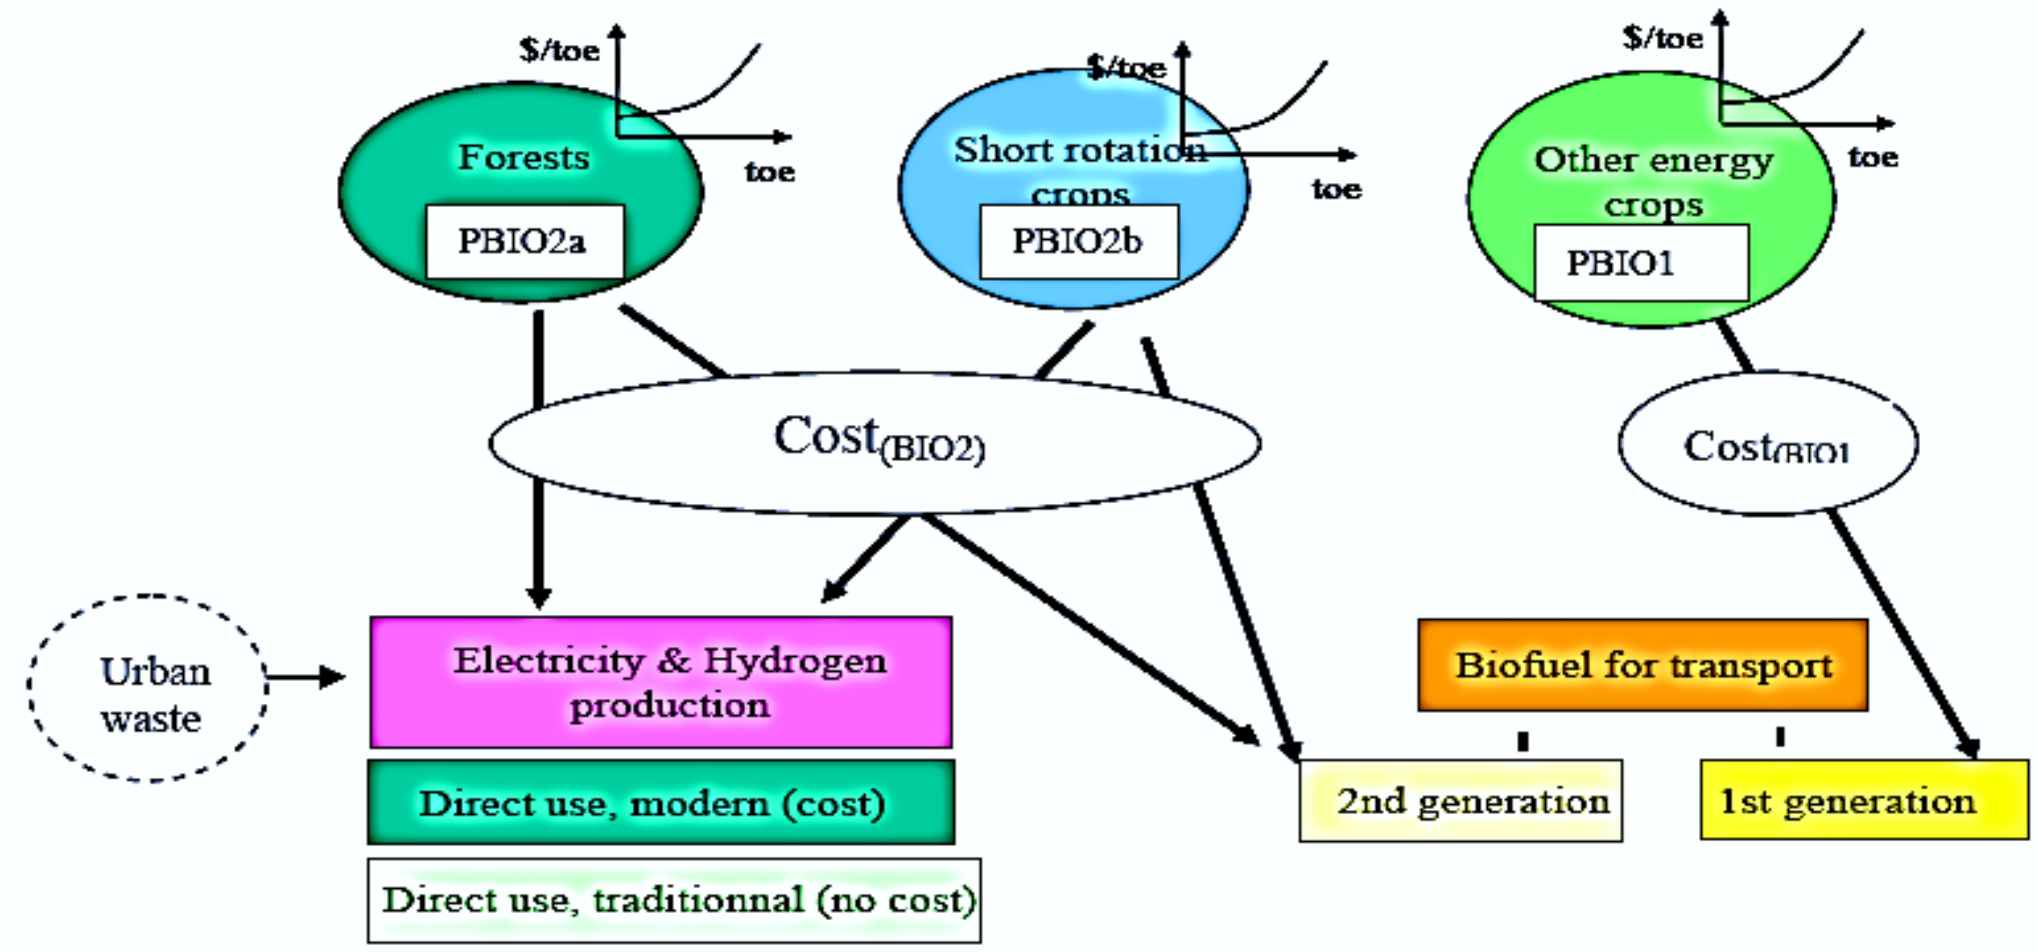 $/toe
toe
Forests
PBIO2a
$/toe
toe
Short rotation
crops
PBIO2b
$/toe
toe
Other energy
crops
PBIO1
Cost(BIO2)
Cost(BIO1
Urban
waste
Electricity & Hydrogen
production
Direct use, modern (cost)
Direct use, traditionnal (no cost)
Biofuel for transport
2nd generation
1st generation